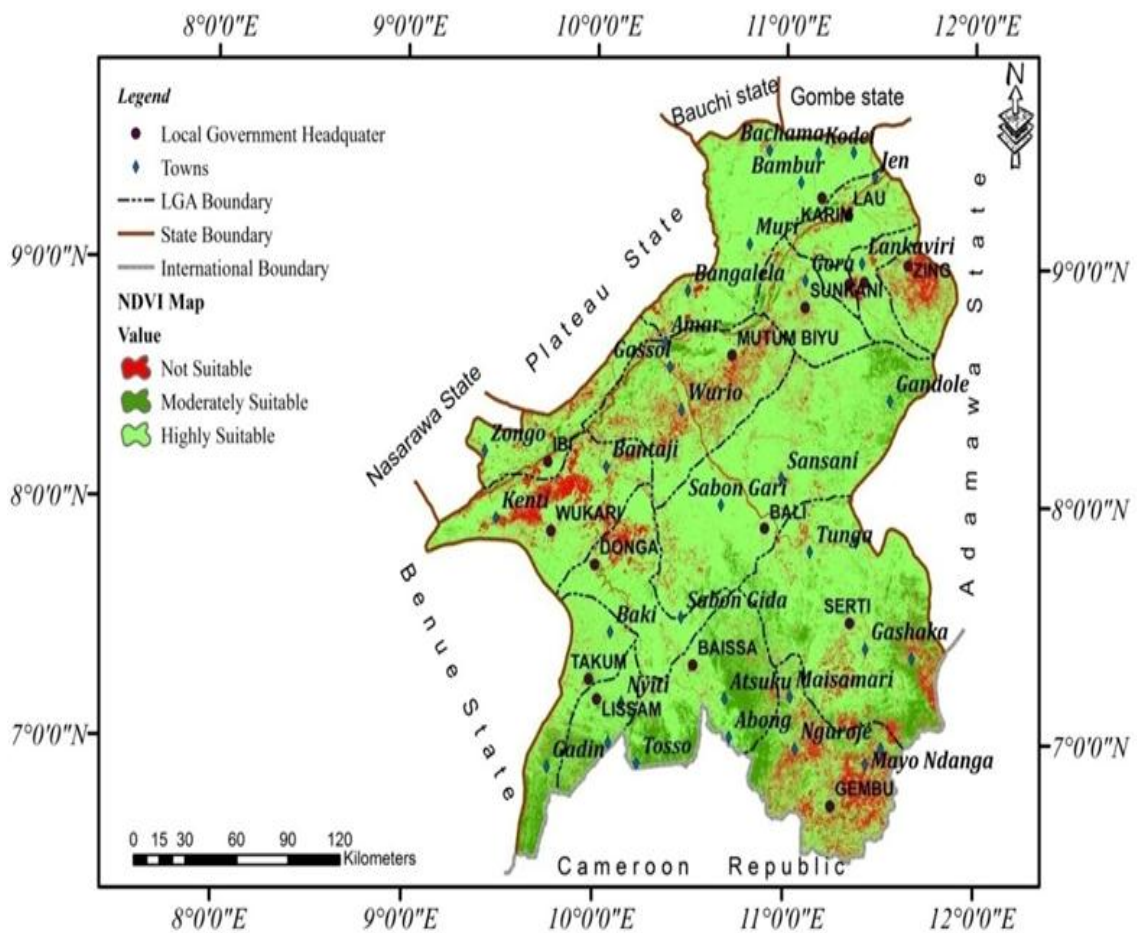 8°0'0"E 9°0'0"E 10°0'0"E 11°0'0"E 12°0'0"E
Legend
Local Government Headquater
Towns
LGA Boundary
State Boundary
International Boundary
NDVI Map
Value
Not Suitable
Moderately Suitable
Highly Suitable
N
Bauchi state
Gombe state
Plateau State
Nasarawa State
Benue State
Adamawa State
Cameroon Republic
9°0'0"N
8°0'0"N
7°0'0"N
9°0'0"N
8°0'0"N
7°0'0"N
Bachama
Kodel
Bambur
Jen
LAU
KARIM
Muri
Lankaviri
Gora
ZING
Bangalela
SUNKANI
Amar
MUTUM BIYU
Gassol
Wurio
Gandole
Zongo
IBI
Bantaji
Sansani
Kenti
Sabon Gari
WUKARI
BALI
DONGA
Tunga
Sabon Gida
SERTI
Baki
Gashaka
BAISSA
TAKUM
Nyiti
Atsuku
Maisamari
LISSAM
Abong
Nguroje
Gadin
Tosso
Mayo Ndanga
GEMBU
0 15 30 60 90 120
Kilometers
8°0'0"E 9°0'0"E 10°0'0"E 11°0'0"E 12°0'0"E